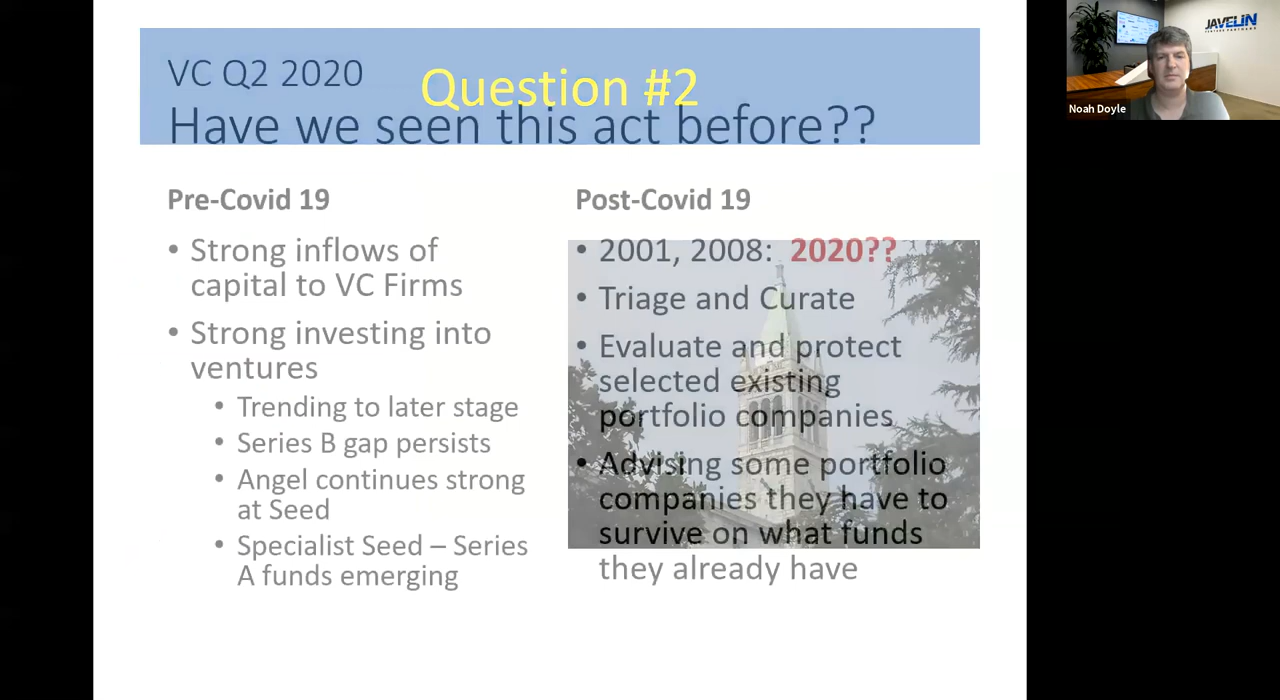 VC Q2 2020
Question #2
Have we seen this act before??
Pre-Covid 19
• Strong inflows of
capital to VC Firms
• Strong investing into
ventures
• Trending to later stage
• Series B gap persists
• Angel continues strong
at Seed
• Specialist Seed – Series
A funds emerging
Post-Covid 19
• 2001, 2008: 2020??
• Triage and Curate
• Evaluate and protect
selected existing
portfolio companies
• Advising some portfolio
companies they have to
survive on what funds
they already have
JAVELIN
VENTURE PARTNERS
Noah Doyle